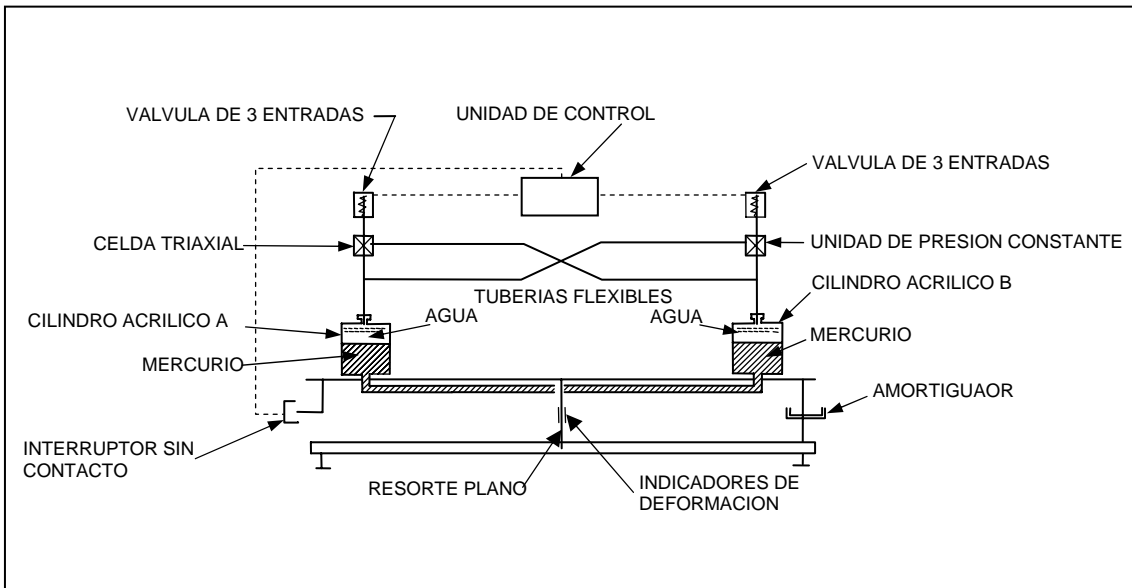 VALVULA DE 3 ENTRADAS
UNIDAD DE CONTROL
VALVULA DE 3 ENTRADAS
CELDA TRIAXIAL
UNIDAD DE PRESION CONSTANTE
TUBERIAS FLEXIBLES
CILINDRO ACRILICO B
CILINDRO ACRILICO A
AGUA
AGUA
MERCURIO
MERCURIO
AMORTIGUAOR
INTERRUPTOR SIN
CONTACTO
RESORTE PLANO
INDICADORES DE
DEFORMACION